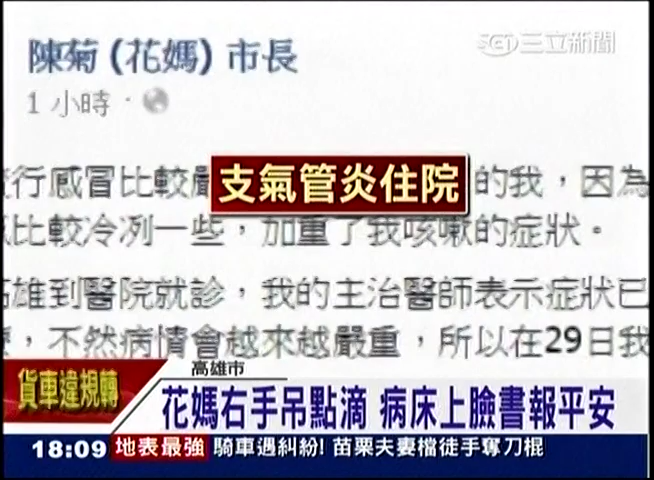 SET 三立新聞
陳菊 (花媽) 市長
1 小時
行感冒比較嚴
支氣管炎住院
的我，因為
比較冷冽一些，加重了我咳嗽的症狀。
高雄到醫院就診，我的主治醫師表示症狀已
，不然病情會越來越嚴重，所以在29日我
高雄市
貨車違規轉
花媽右手吊點滴 病床上臉書報平安
18:09
地表最強
騎車遇糾紛! 苗栗夫妻檔徒手奪刀棍